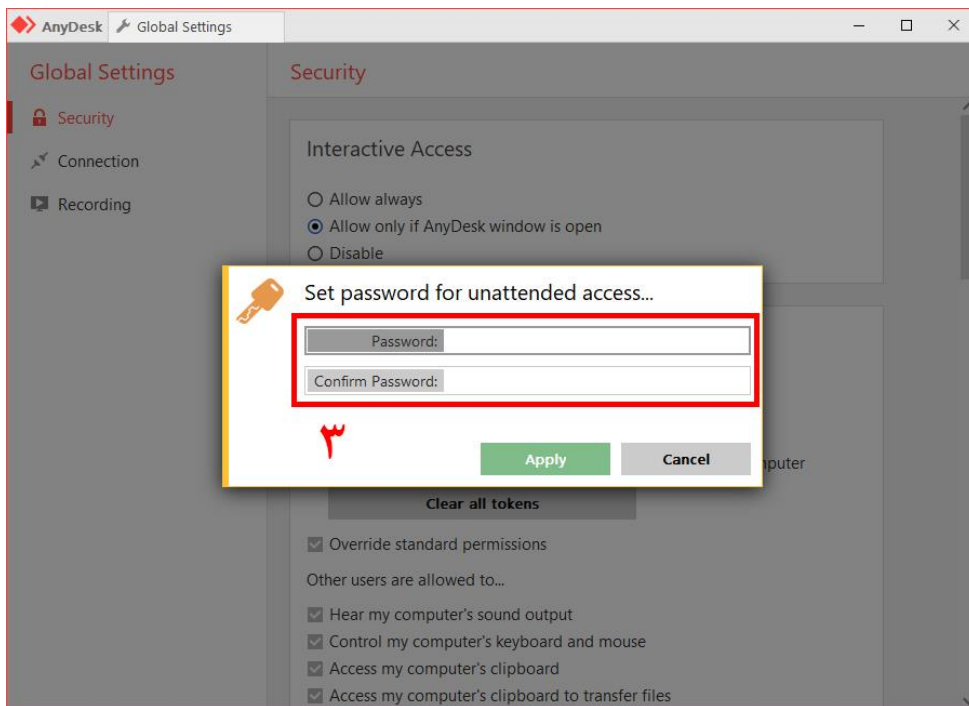 AnyDesk Global Settings
Global Settings
Security
Connection
Recording
Security
Interactive Access
Allow always
Allow only if AnyDesk window is open
Disable
Set password for unattended access...
Password:
Confirm Password:
۳
Apply Cancel
Clear all tokens
Override standard permissions
Other users are allowed to...
Hear my computer's sound output
Control my computer's keyboard and mouse
Access my computer's clipboard
Access my computer's clipboard to transfer files